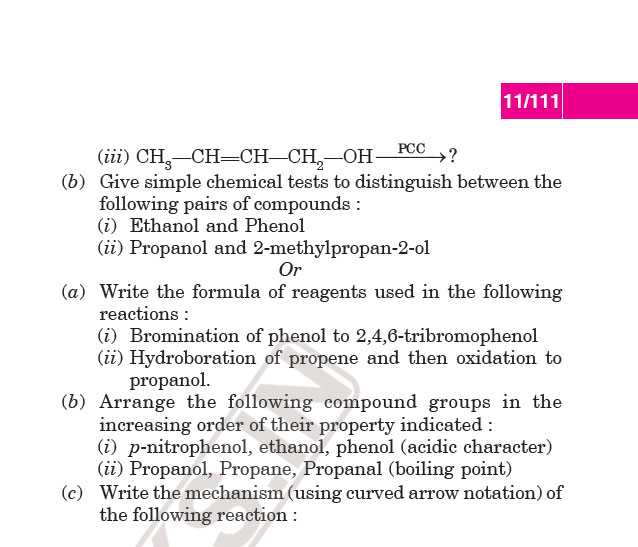 11/111
(iii) CH₃—CH=CH—CH₂—OH —PCC→ ?
(b) Give simple chemical tests to distinguish between the
following pairs of compounds :
(i) Ethanol and Phenol
(ii) Propanol and 2-methylpropan-2-ol
Or
(a) Write the formula of reagents used in the following
reactions :
(i) Bromination of phenol to 2,4,6-tribromophenol
(ii) Hydroboration of propene and then oxidation to
propanol.
(b) Arrange the following compound groups in the
increasing order of their property indicated :
(i) p-nitrophenol, ethanol, phenol (acidic character)
(ii) Propanol, Propane, Propanal (boiling point)
(c) Write the mechanism (using curved arrow notation) of
the following reaction :